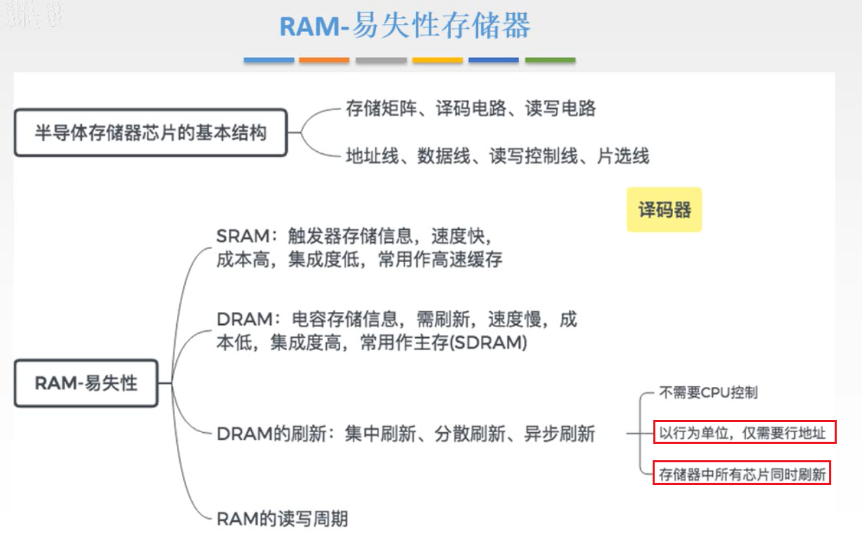 RAM-易失性存储器
半导体存储器芯片的基本结构
存储矩阵、译码电路、读写电路
地址线、数据线、读写控制线、片选线
译码器
RAM-易失性
SRAM：触发器存储信息，速度快，
成本高，集成度低，常用作高速缓存
DRAM：电容存储信息，需刷新，速度慢，成
本低，集成度高，常用作主存(SDRAM)
DRAM的刷新：集中刷新、分散刷新、异步刷新
不需要CPU控制
以行为单位，仅需要行地址
存储器中所有芯片同时刷新
RAM的读写周期